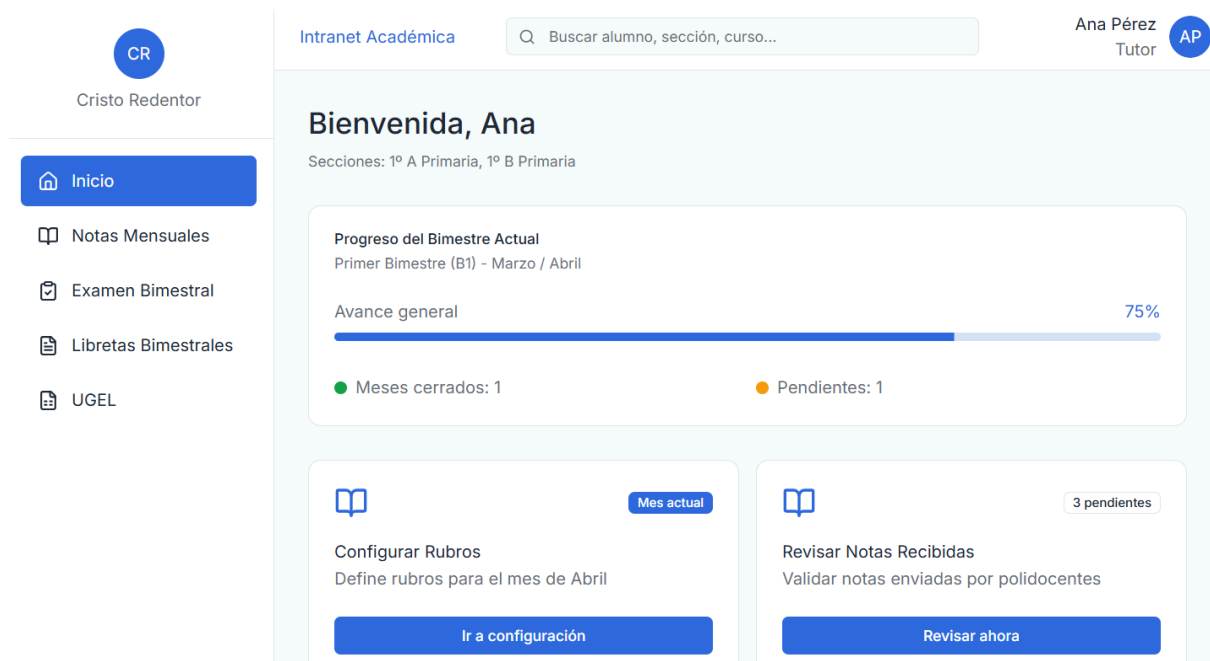 CR
Cristo Redentor
Inicio
Notas Mensuales
Examen Bimestral
Libretas Bimestrales
UGEL
Intranet Académica
Buscar alumno, sección, curso...
Ana Pérez
Tutor
AP
Bienvenida, Ana
Secciones: 1º A Primaria, 1º B Primaria
Progreso del Bimestre Actual
Primer Bimestre (B1) - Marzo / Abril
Avance general
75%
Meses cerrados: 1
Pendientes: 1
Mes actual
Configurar Rubros
Define rubros para el mes de Abril
Ir a configuración
3 pendientes
Revisar Notas Recibidas
Validar notas enviadas por polidocentes
Revisar ahora